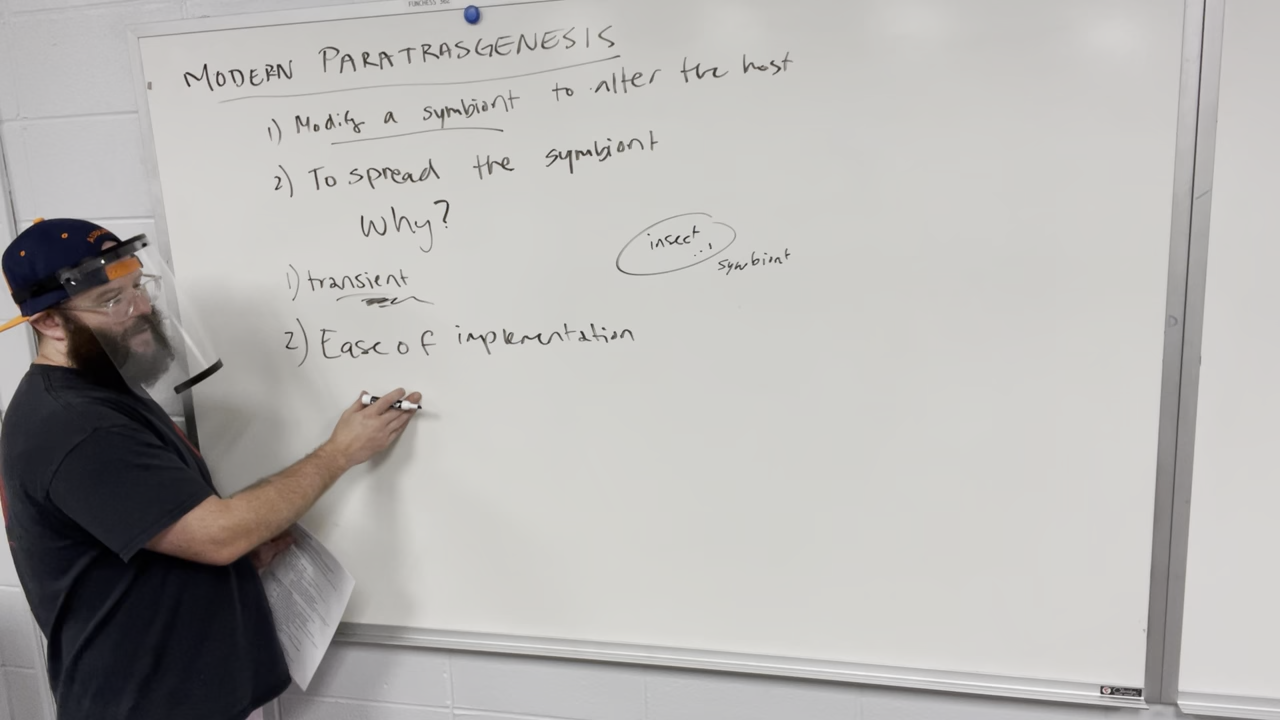 MODERN PARATRASGENESIS
1) Modify a symbiont to alter the host
2) To spread the symbiont
Why?
insect
symbiont
1) transient
2) Ease of implementation